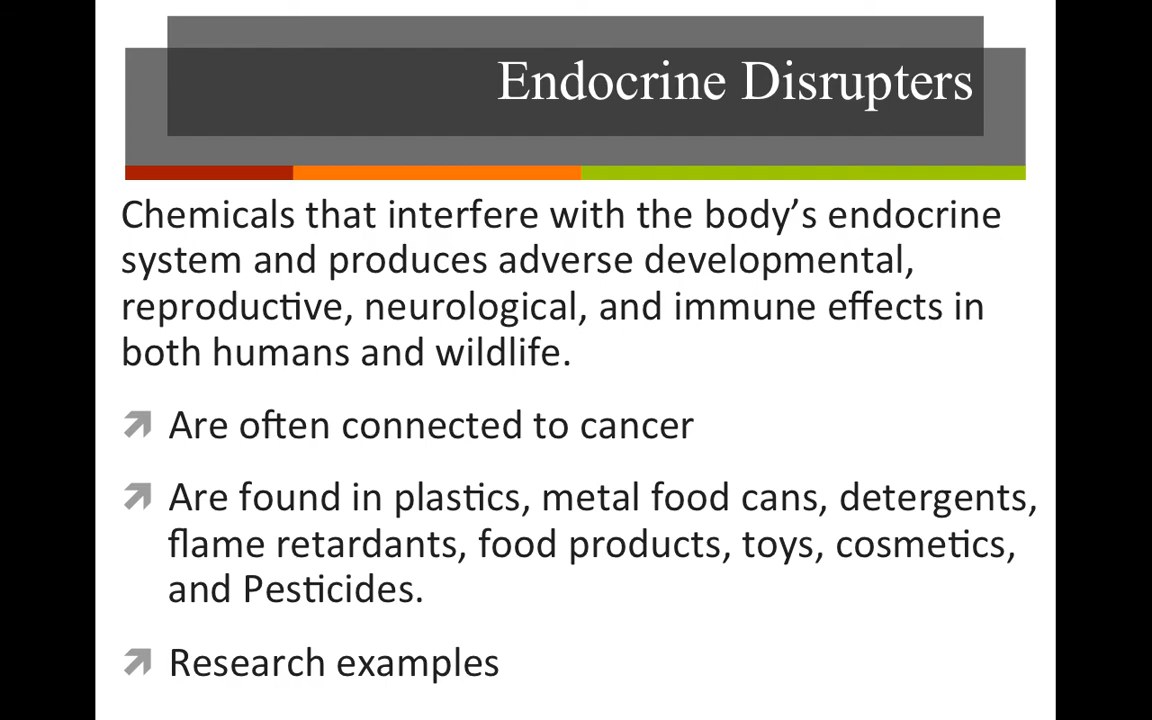 Endocrine Disrupters
Chemicals that interfere with the body’s endocrine
system and produces adverse developmental,
reproductive, neurological, and immune effects in
both humans and wildlife.
Are often connected to cancer
Are found in plastics, metal food cans, detergents,
flame retardants, food products, toys, cosmetics,
and Pesticides.
Research examples